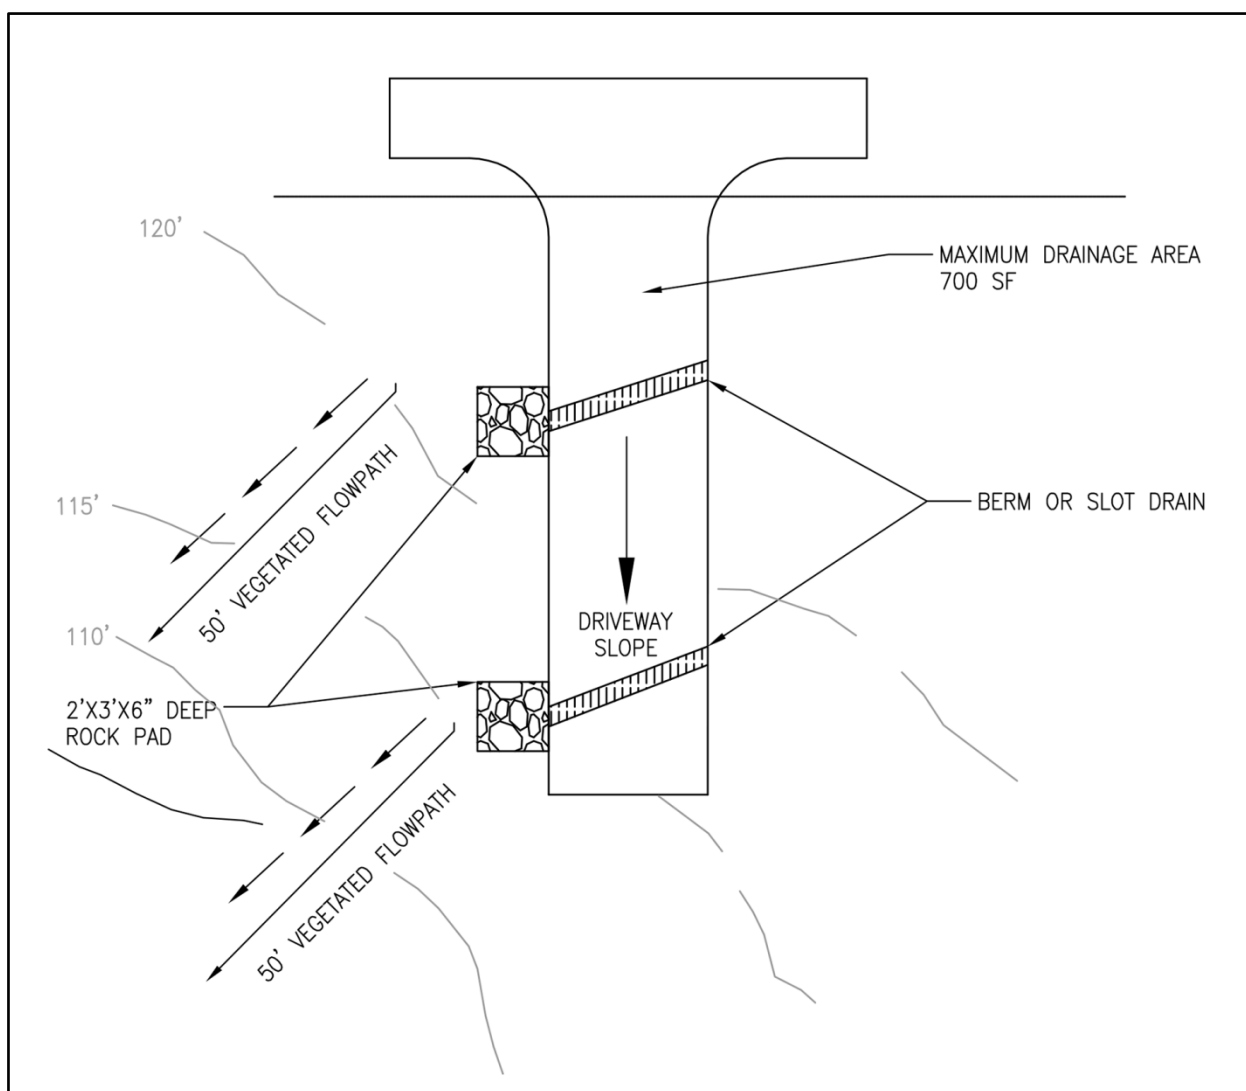 120’
MAXIMUM DRAINAGE AREA
700 SF
115’
50’ VEGETATED FLOWPATH
BERM OR SLOT DRAIN
DRIVEWAY
SLOPE
110’
2’X3’X6” DEEP
ROCK PAD
50’ VEGETATED FLOWPATH